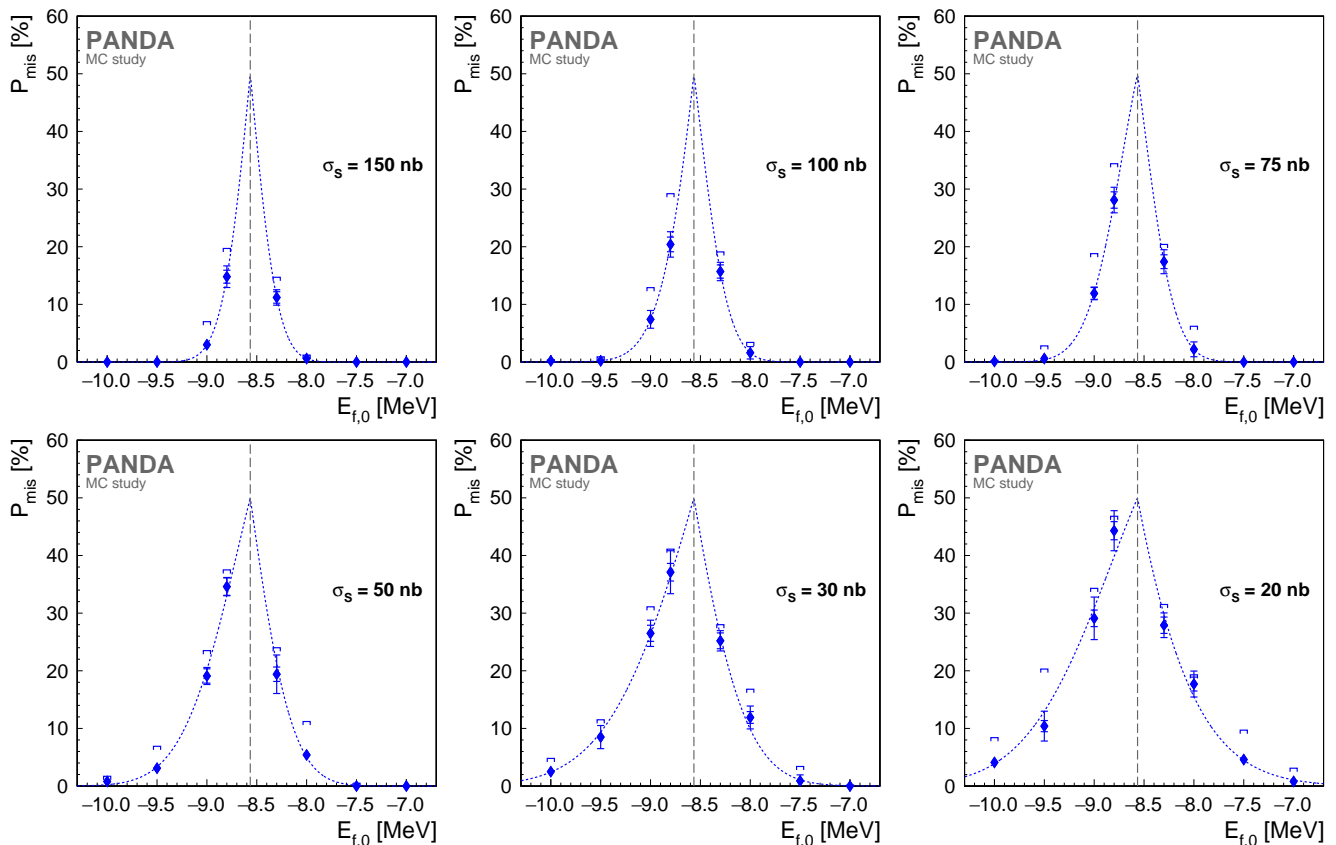 P_mis [%]
60
50
40
30
20
10
0
PANDA
MC study
σ_S = 150 nb
−10.0 −9.5 −9.0 −8.5 −8.0 −7.5 −7.0
E_f,0 [MeV]
P_mis [%]
60
50
40
30
20
10
0
PANDA
MC study
σ_S = 100 nb
−10.0 −9.5 −9.0 −8.5 −8.0 −7.5 −7.0
E_f,0 [MeV]
P_mis [%]
60
50
40
30
20
10
0
PANDA
MC study
σ_S = 75 nb
−10.0 −9.5 −9.0 −8.5 −8.0 −7.5 −7.0
E_f,0 [MeV]
P_mis [%]
60
50
40
30
20
10
0
PANDA
MC study
σ_S = 50 nb
−10.0 −9.5 −9.0 −8.5 −8.0 −7.5 −7.0
E_f,0 [MeV]
P_mis [%]
60
50
40
30
20
10
0
PANDA
MC study
σ_S = 30 nb
−10.0 −9.5 −9.0 −8.5 −8.0 −7.5 −7.0
E_f,0 [MeV]
P_mis [%]
60
50
40
30
20
10
0
PANDA
MC study
σ_S = 20 nb
−10.0 −9.5 −9.0 −8.5 −8.0 −7.5 −7.0
E_f,0 [MeV]